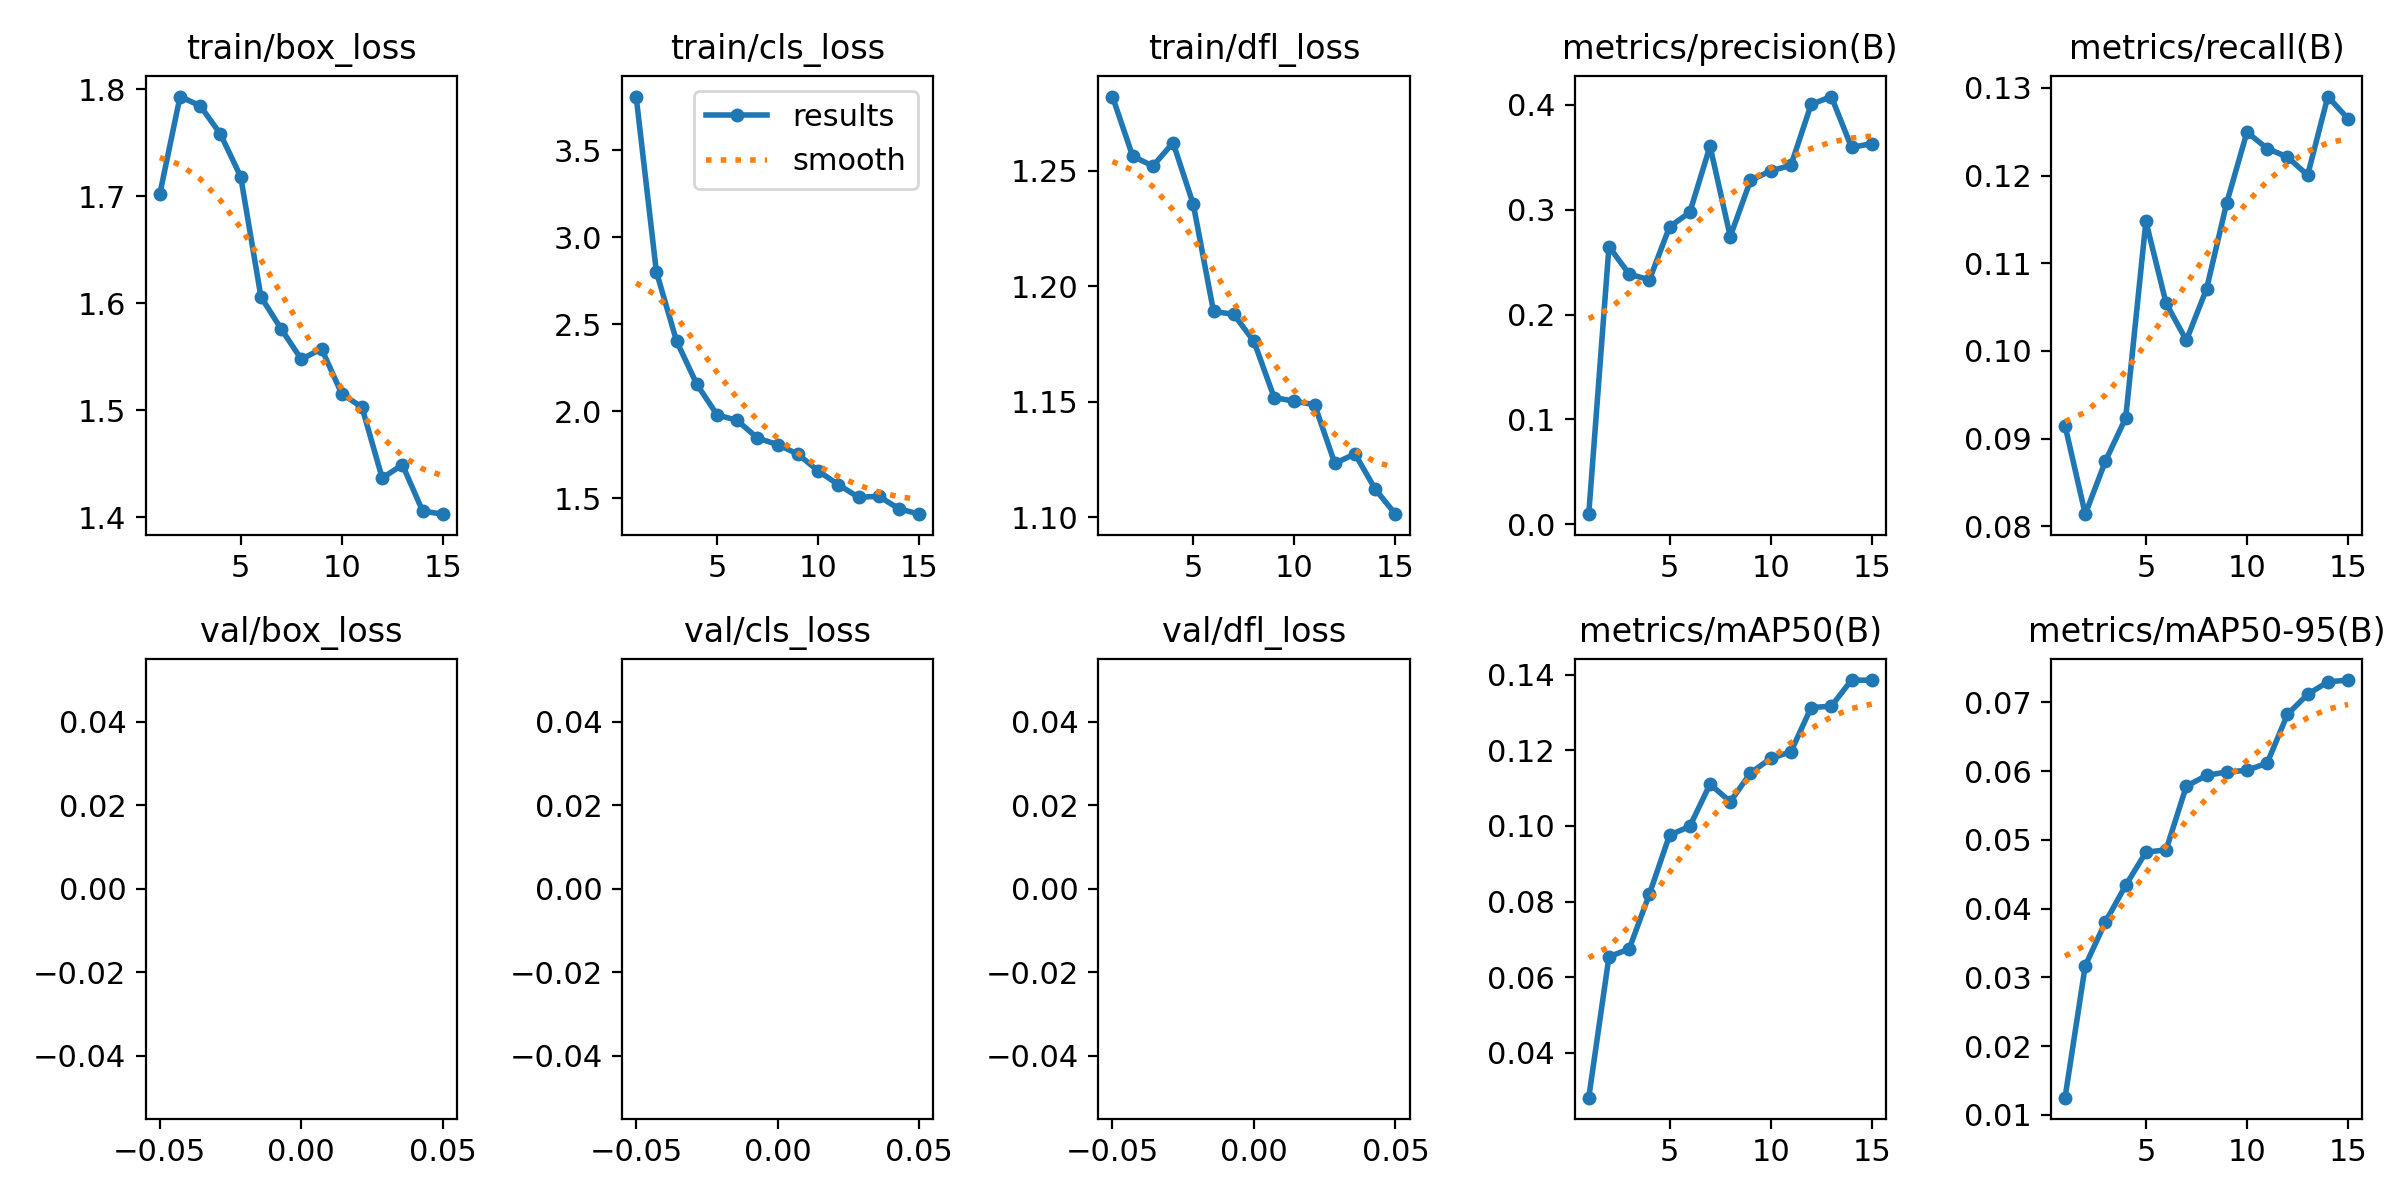 train/box_loss
train/cls_loss
train/dfl_loss
metrics/precision(B)
metrics/recall(B)
1.8
1.7
1.6
1.5
1.4
5 10 15
3.5
3.0
2.5
2.0
1.5
results
smooth
5 10 15
1.25
1.20
1.15
1.10
5 10 15
0.4
0.3
0.2
0.1
0.0
5 10 15
0.13
0.12
0.11
0.10
0.09
0.08
5 10 15
val/box_loss
val/cls_loss
val/dfl_loss
metrics/mAP50(B)
metrics/mAP50-95(B)
0.04
0.02
0.00
−0.02
−0.04
−0.05 0.00 0.05
0.04
0.02
0.00
−0.02
−0.04
−0.05 0.00 0.05
0.04
0.02
0.00
−0.02
−0.04
−0.05 0.00 0.05
0.14
0.12
0.10
0.08
0.06
0.04
5 10 15
0.07
0.06
0.05
0.04
0.03
0.02
0.01
5 10 15